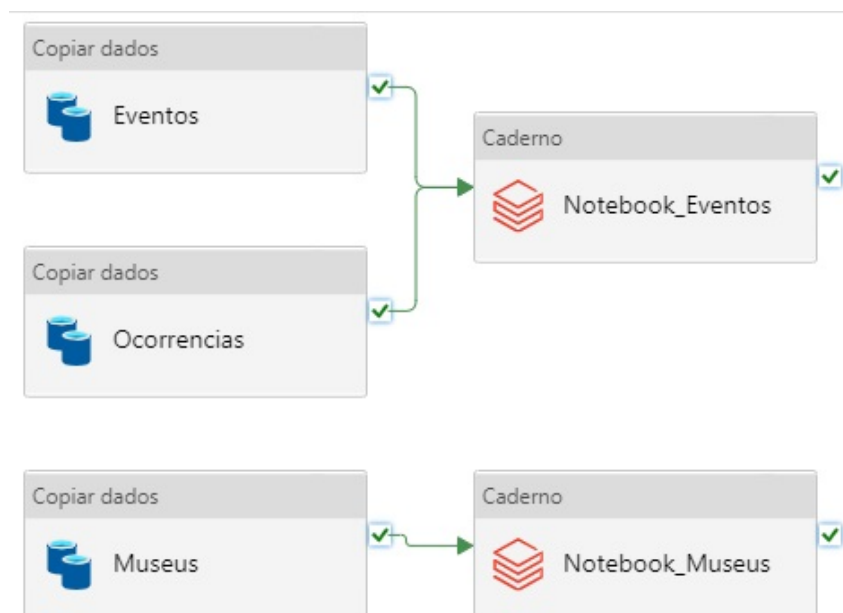 Copiar dados
Eventos
Caderno
Notebook_Eventos
Copiar dados
Ocorrencias
Copiar dados
Museus
Caderno
Notebook_Museus